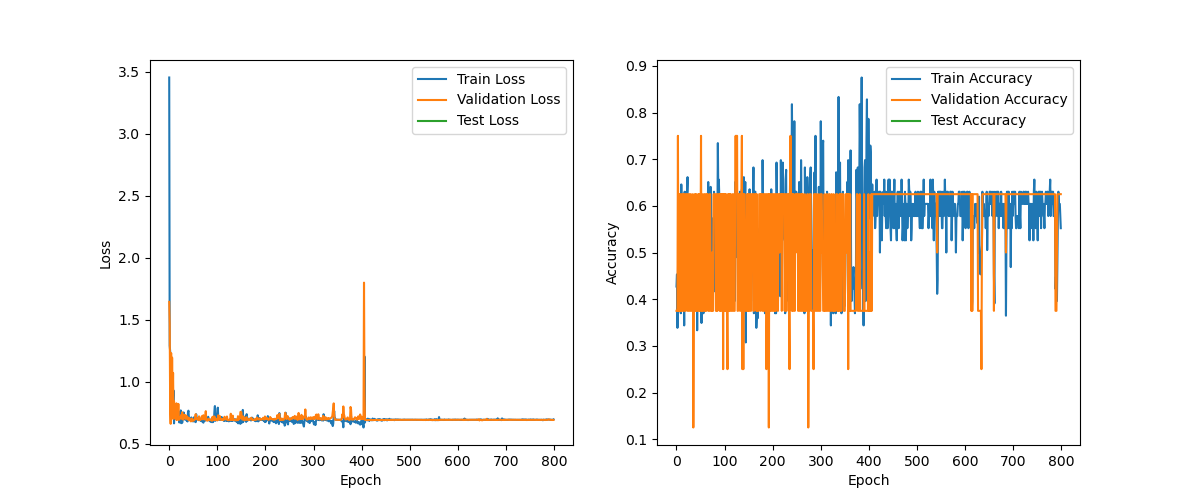 3.5
3.0
2.5
2.0
1.5
1.0
0.5
Loss
0 100 200 300 400 500 600 700 800
Epoch
Train Loss
Validation Loss
Test Loss
0.9
0.8
0.7
0.6
0.5
0.4
0.3
0.2
0.1
Accuracy
0 100 200 300 400 500 600 700 800
Epoch
Train Accuracy
Validation Accuracy
Test Accuracy